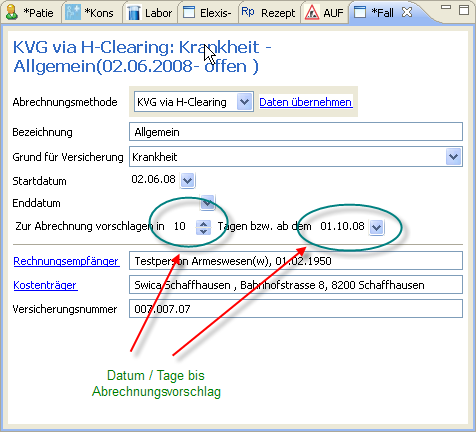 *Patie *Kons Labor Elexis- Rp Rezept AUF *Fall
KVG via H-Clearing: Krankheit -
Allgemein(02.06.2008- offen )
Abrechnungsmethode KVG via H-Clearing Daten übernehmen
Bezeichnung Allgemein
Grund für Versicherung Krankheit
Startdatum 02.06.08
Enddatum
Zur Abrechnung vorschlagen in 10 Tagen bzw. ab dem 01.10.08
Rechnungsempfänger Testperson Armeswesen(w), 01.02.1950
Kostenträger Swica Schaffhausen , Bahnhofstrasse 8, 8200 Schaffhausen
Versicherungsnummer 007.007.07
Datum / Tage bis
Abrechnungsvorschlag